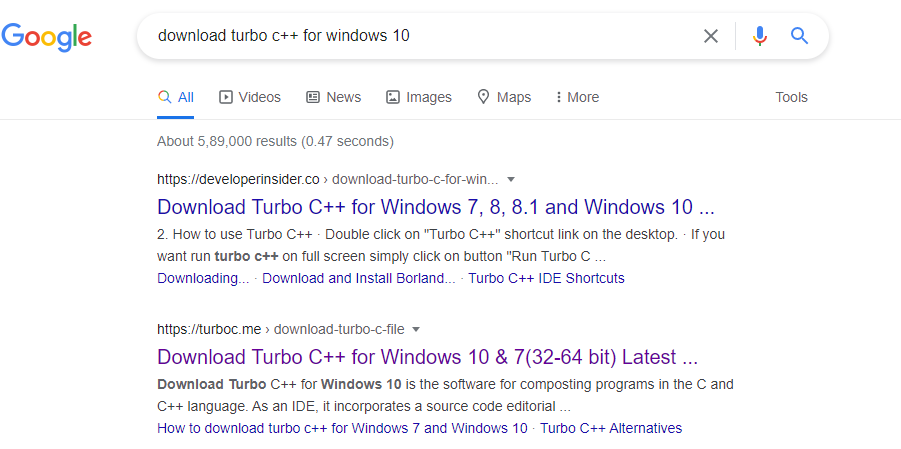 Google
download turbo c++ for windows 10
All Videos News Images Maps More Tools
About 5,89,000 results (0.47 seconds)
https://developerinsider.co › download-turbo-c-for-win...
Download Turbo C++ for Windows 7, 8, 8.1 and Windows 10 ...
2. How to use Turbo C++ · Double click on "Turbo C++" shortcut link on the desktop. · If you
want run turbo c++ on full screen simply click on button "Run Turbo C ...
Downloading... · Download and Install Borland... · Turbo C++ IDE Shortcuts
https://turboc.me › download-turbo-c-file
Download Turbo C++ for Windows 10 & 7(32-64 bit) Latest ...
Download Turbo C++ for Windows 10 is the software for composting programs in the C and
C++ language. As an IDE, it incorporates a source code editorial ...
How to download turbo c++ for Windows 7 and Windows 10 · Turbo C++ Alternatives